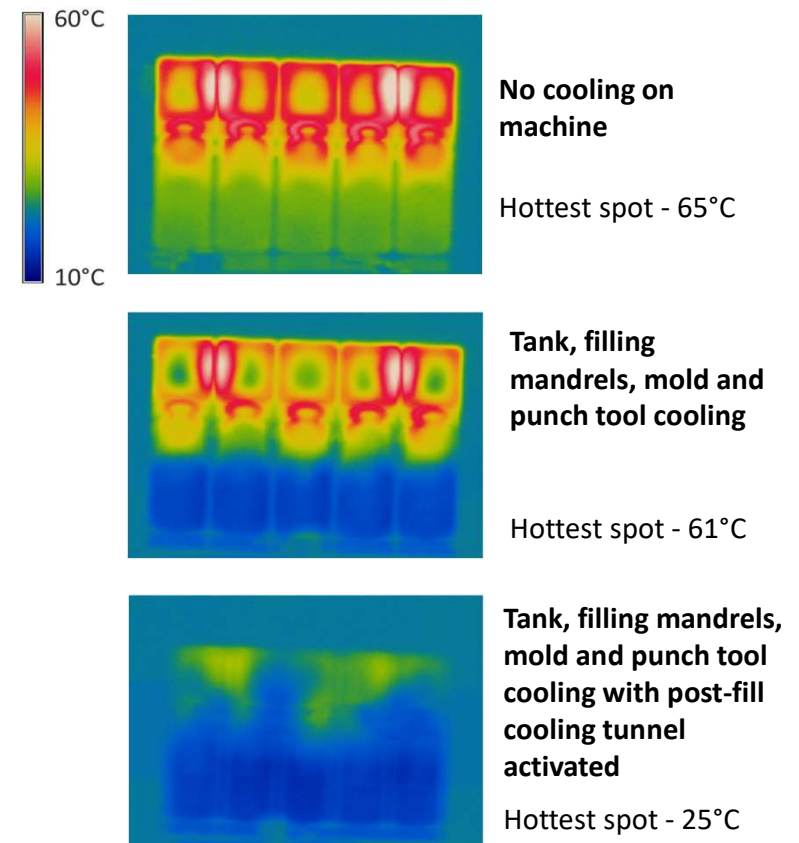 60°C
10°C
No cooling on
machine
Hottest spot - 65°C
Tank, filling
mandrels, mold and
punch tool cooling
Hottest spot - 61°C
Tank, filling mandrels,
mold and punch tool
cooling with post-fill
cooling tunnel
activated
Hottest spot - 25°C